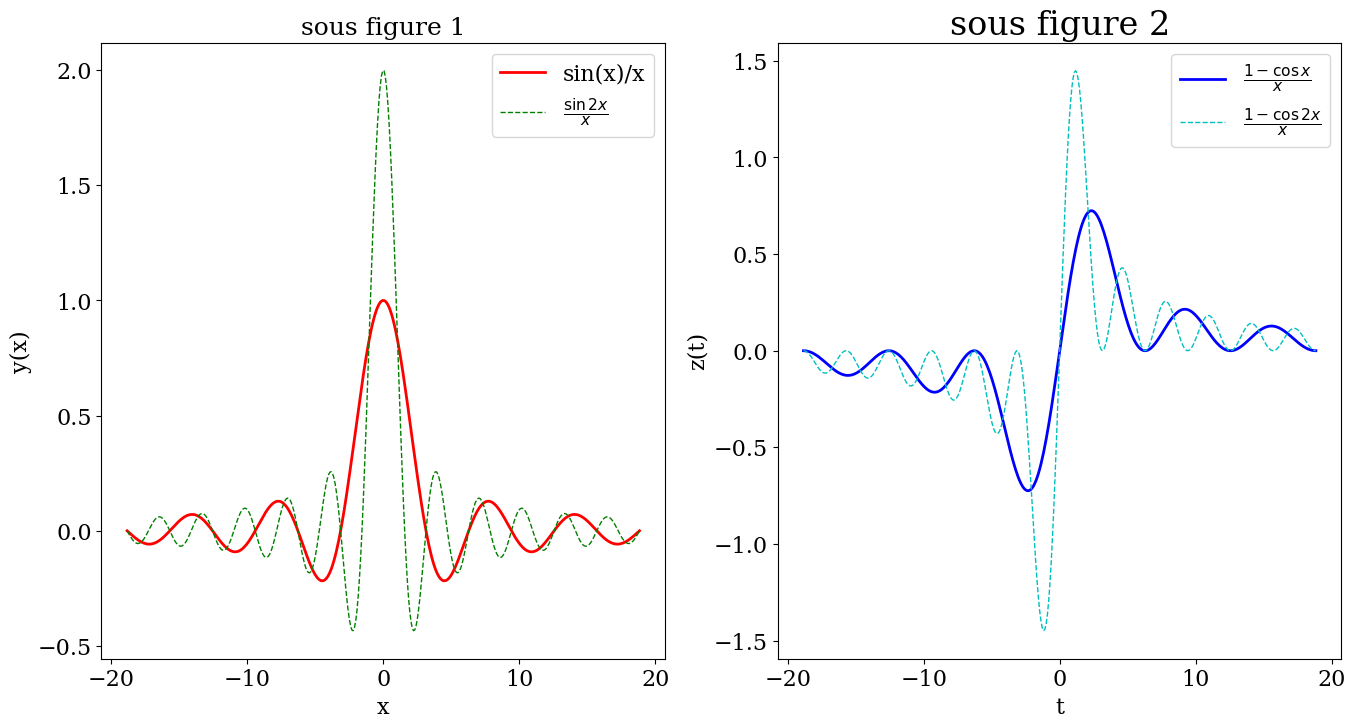 sous figure 1
2.0
1.5
1.0
0.5
0.0
−0.5
−20
−10
0
10
20
x
y(x)
sin(x)/x
sin 2x / x
sous figure 2
1.5
1.0
0.5
0.0
−0.5
−1.0
−1.5
−20
−10
0
10
20
t
z(t)
1 − cos x / x
1 − cos 2x / x